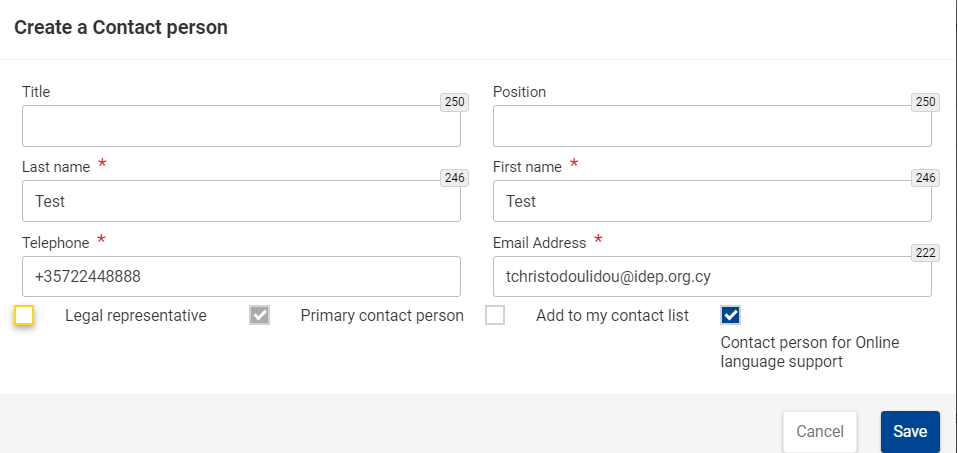 Create a Contact person
Title
250
Position
250
Last name *
246
First name *
246
Test
Test
Telephone *
Email Address *
222
+35722448888
tchristodoulidou@idep.org.cy
Legal representative
Primary contact person
Add to my contact list
Contact person for Online
language support
Cancel
Save